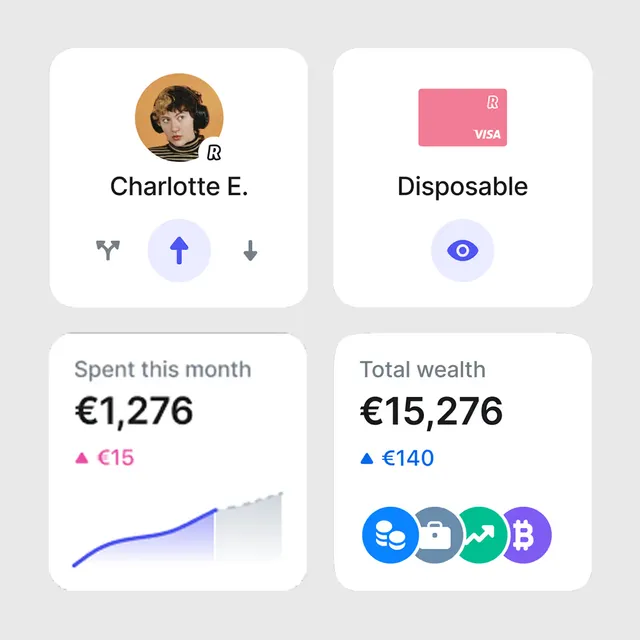 R
Charlotte E.
R
VISA
Disposable
Spent this month
€1,276
€15
Total wealth
€15,276
€140